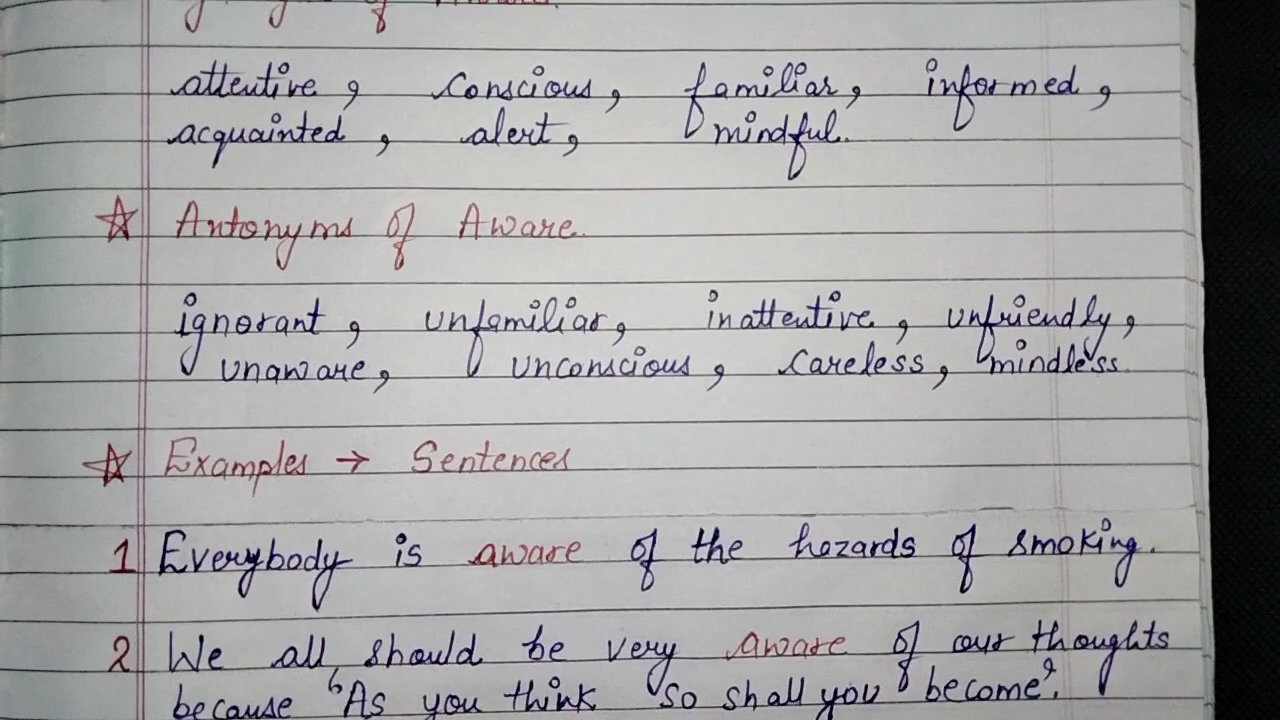 attentive, conscious, familiar, informed,
acquainted, alert, mindful.
☆ Antonyms of Aware.
ignorant, unfamiliar, inattentive, unfriendly,
unaware, unconscious, careless, mindless.
☆ Examples → Sentences
1 Everybody is aware of the hazards of smoking.
2 We all should be very aware of our thoughts
because "As you think so shall you become".